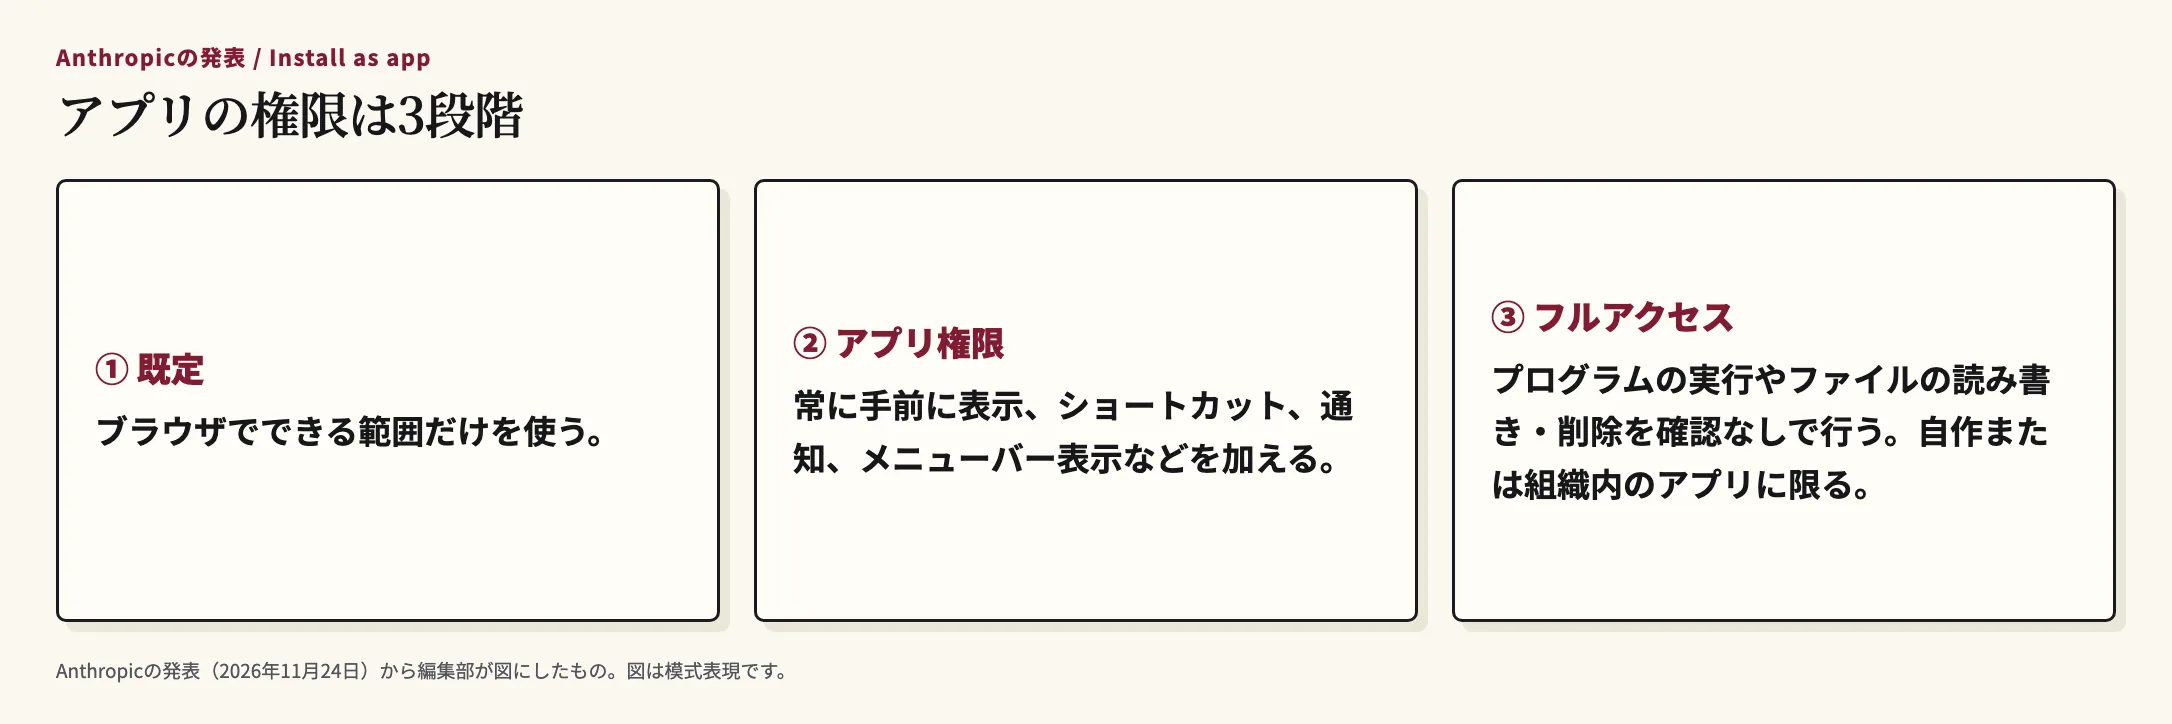 Anthropicの発表 / Install as app
アプリの権限は3段階
① 既定
ブラウザでできる範囲だけを使う。
② アプリ権限
常に手前に表示、ショートカット、通
知、メニューバー表示などを加える。
③ フルアクセス
プログラムの実行やファイルの読み書
き・削除を確認なしで行う。自作また
は組織内のアプリに限る。
Anthropicの発表（2026年11月24日）から編集部が図にしたもの。図は模式表現です。